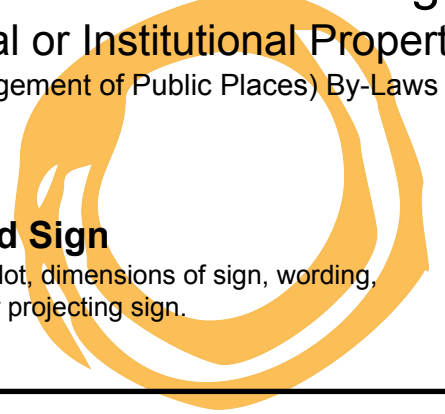 al or Institutional Propert
gement of Public Places) By-Laws
d Sign
lot, dimensions of sign, wording,
projecting sign.